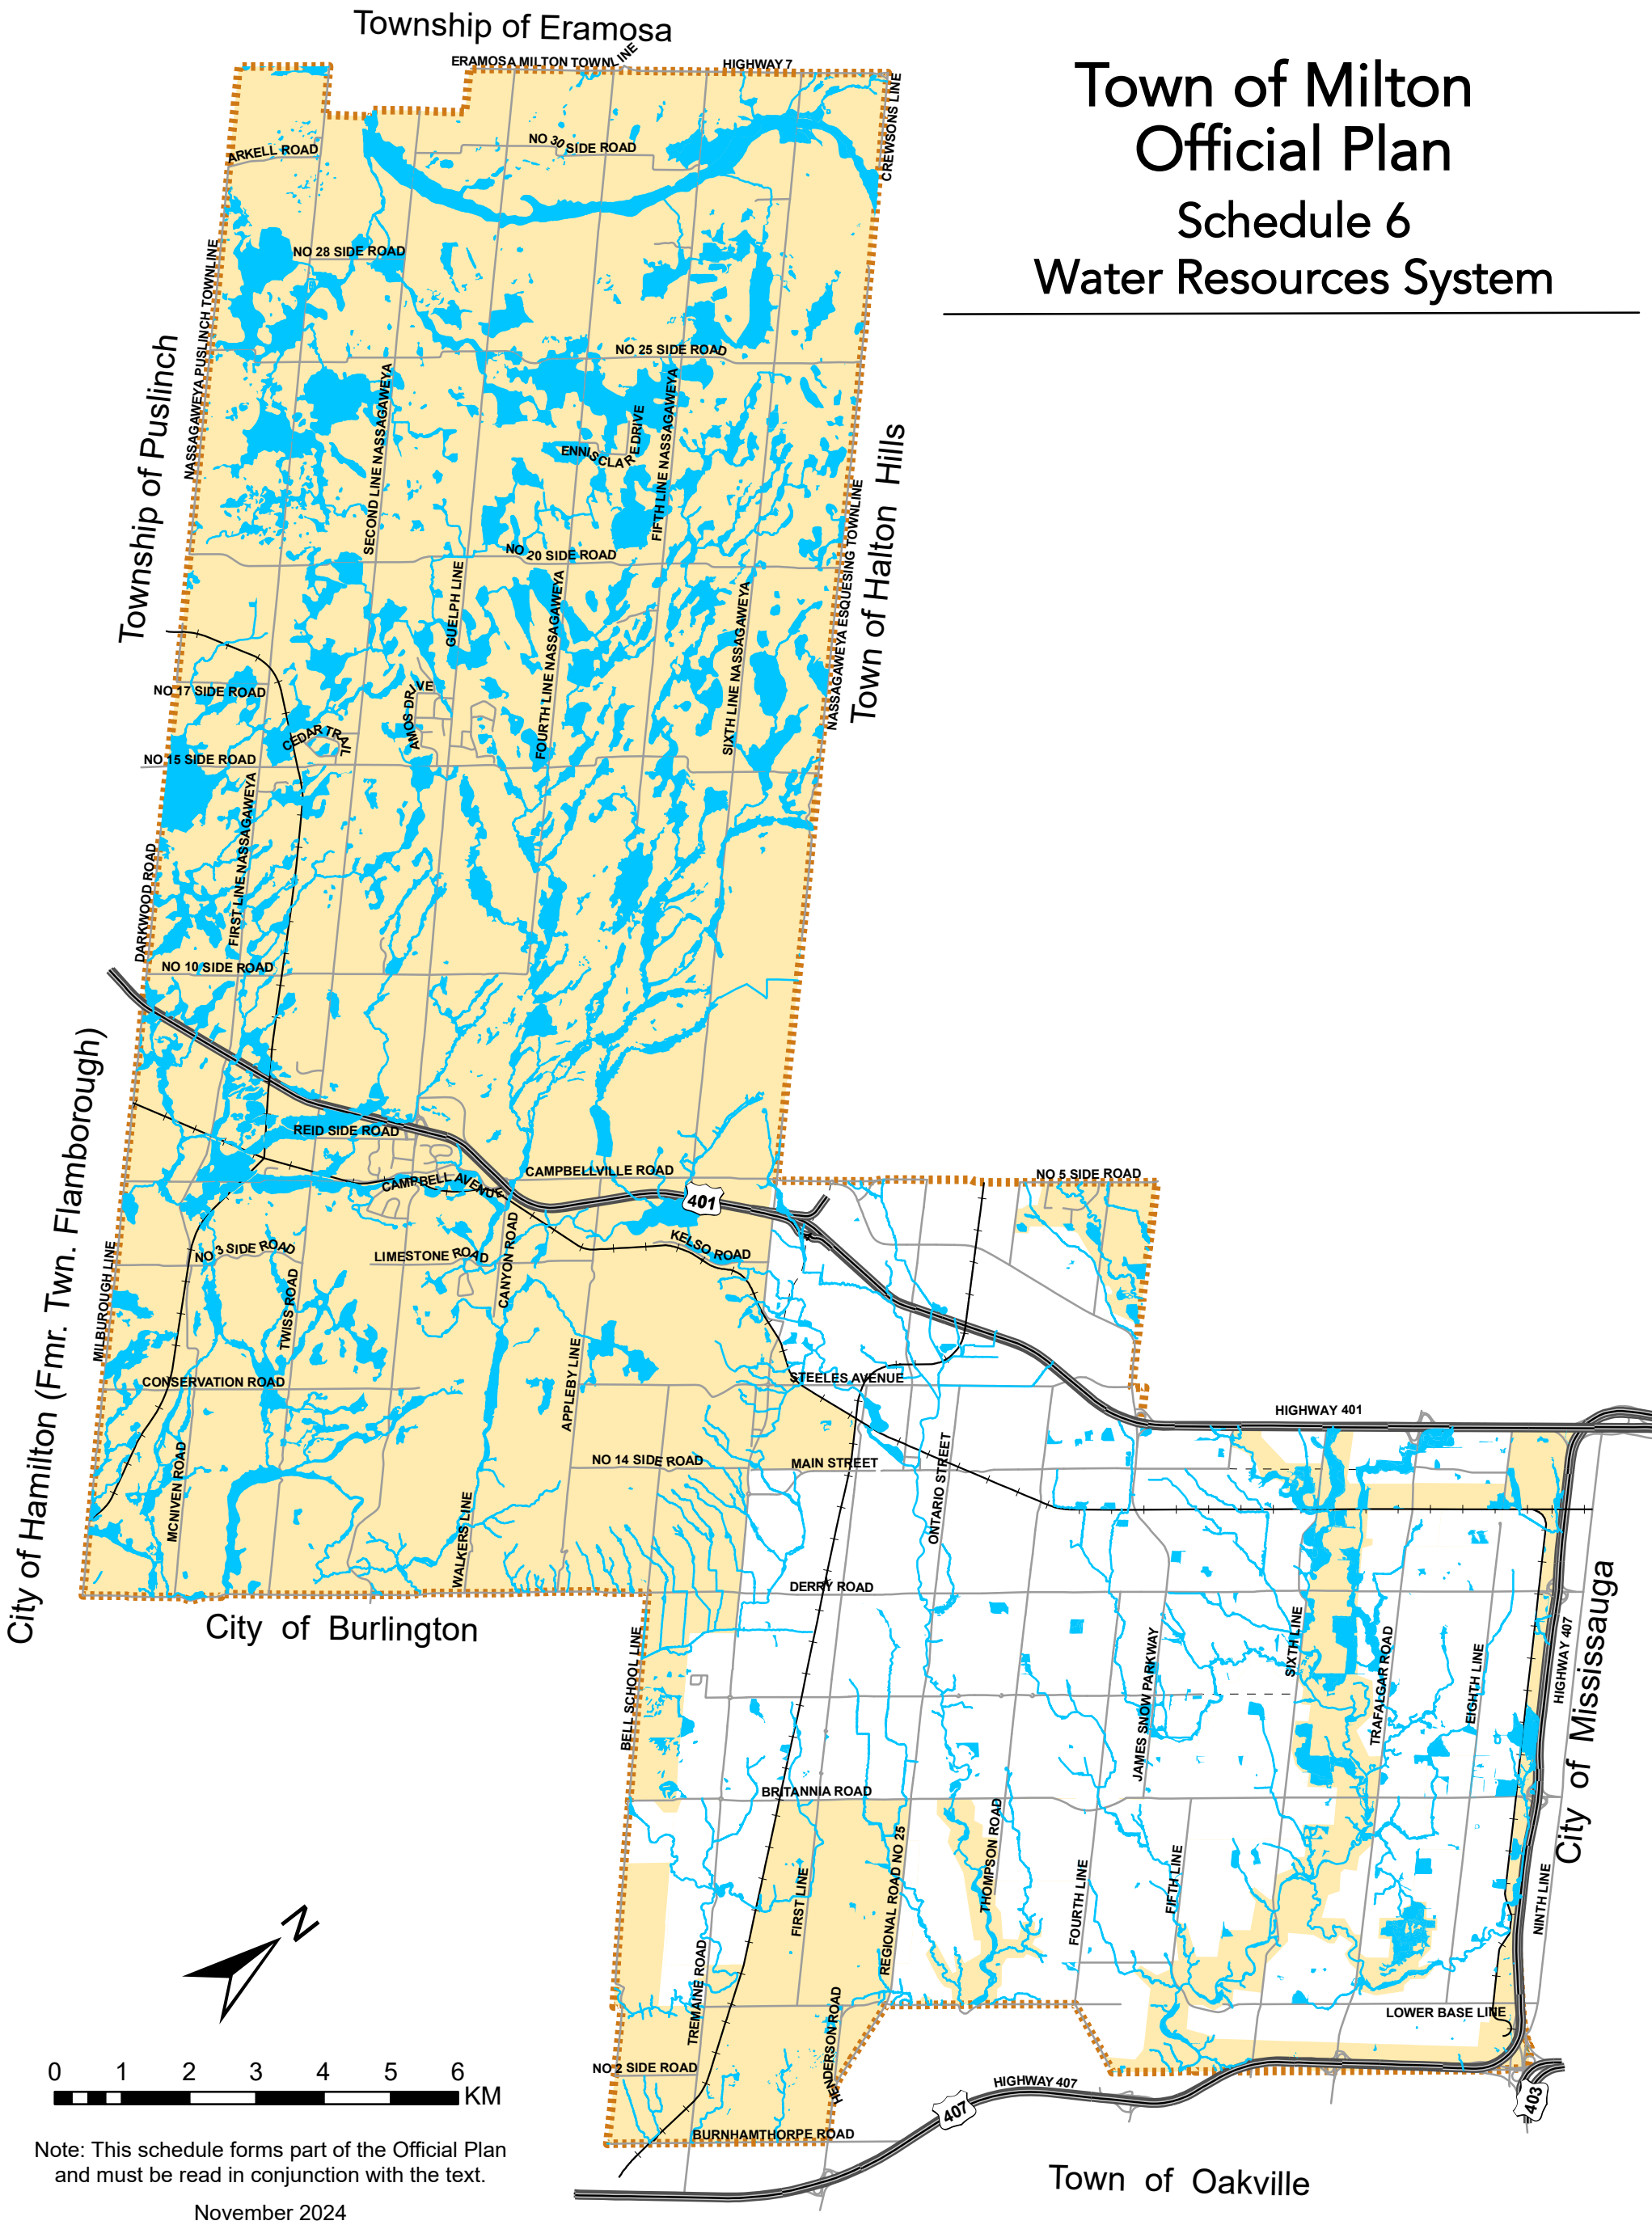 Township of Eramosa
ERAMOSA MILTON TOWNLINE
HIGHWAY 7
CREWSONS LINE
Town of Milton
Official Plan
Schedule 6
Water Resources System
NO 30 SIDE ROAD
ARKELL ROAD
NO 28 SIDE ROAD
NASSAGAWEYA PUSLINCH TOWNLINE
NO 25 SIDE ROAD
Township of Puslinch
SECOND LINE NASSAGAWEYA
ENNISCLARE DRIVE
FIFTH LINE NASSAGAWEYA
Town of Halton Hills
NASSAGAWEYA ESQUESING TOWNLINE
NO 20 SIDE ROAD
GUELPH LINE
FOURTH LINE NASSAGAWEYA
SIXTH LINE NASSAGAWEYA
NO 17 SIDE ROAD
AMOS DRIVE
CEDAR TRAIL
NO 15 SIDE ROAD
FIRST LINE NASSAGAWEYA
DARKWOOD ROAD
NO 10 SIDE ROAD
City of Hamilton (Fmr. Twn. Flamborough)
REID SIDE ROAD
CAMPBELLVILLE ROAD
CAMPBELL AVENUE
401
NO 5 SIDE ROAD
MILBOROUGH LINE
NO 3 SIDE ROAD
LIMESTONE ROAD
CANYON ROAD
KELSO ROAD
TWISS ROAD
CONSERVATION ROAD
APPLEBY LINE
STEELES AVENUE
HIGHWAY 401
MCNIVEN ROAD
WALKERS LINE
NO 14 SIDE ROAD
MAIN STREET
ONTARIO STREET
DERRY ROAD
City of Burlington
BELL SCHOOL LINE
JAMES SNOW PARKWAY
SIXTH LINE
TRAFALGAR ROAD
EIGHTH LINE
HIGHWAY 407
City of Mississauga
BRITANNIA ROAD
FIRST LINE
REGIONAL ROAD NO 25
THOMPSON ROAD
FOURTH LINE
FIFTH LINE
NINTH LINE
N
TREMAINE ROAD
HENDERSON ROAD
LOWER BASE LINE
NO 2 SIDE ROAD
HIGHWAY 407
407
403
BURNHAMTHORPE ROAD
0 1 2 3 4 5 6
KM
Note: This schedule forms part of the Official Plan
and must be read in conjunction with the text.
November 2024
Town of Oakville